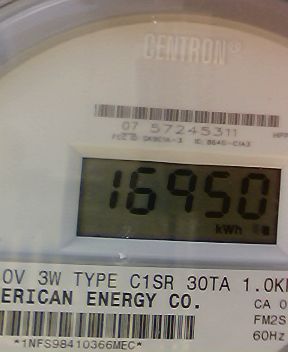 CENTRON®
07 57245311
16950
kWh
0V 3W TYPE C1SR 30TA 1.0K
ERICAN ENERGY CO.
CA 0
FM2S
60Hz
*1NFS98410366MEC*